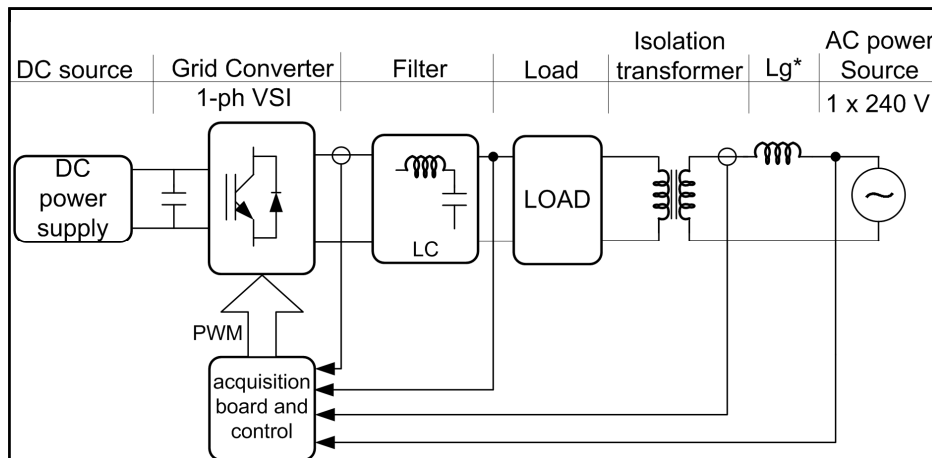 DC source
Grid Converter
1-ph VSI
Filter
Load
Isolation
transformer
Lg*
AC power
Source
1 x 240 V
DC
power
supply
LC
LOAD
~
PWM
acquisition
board and
control